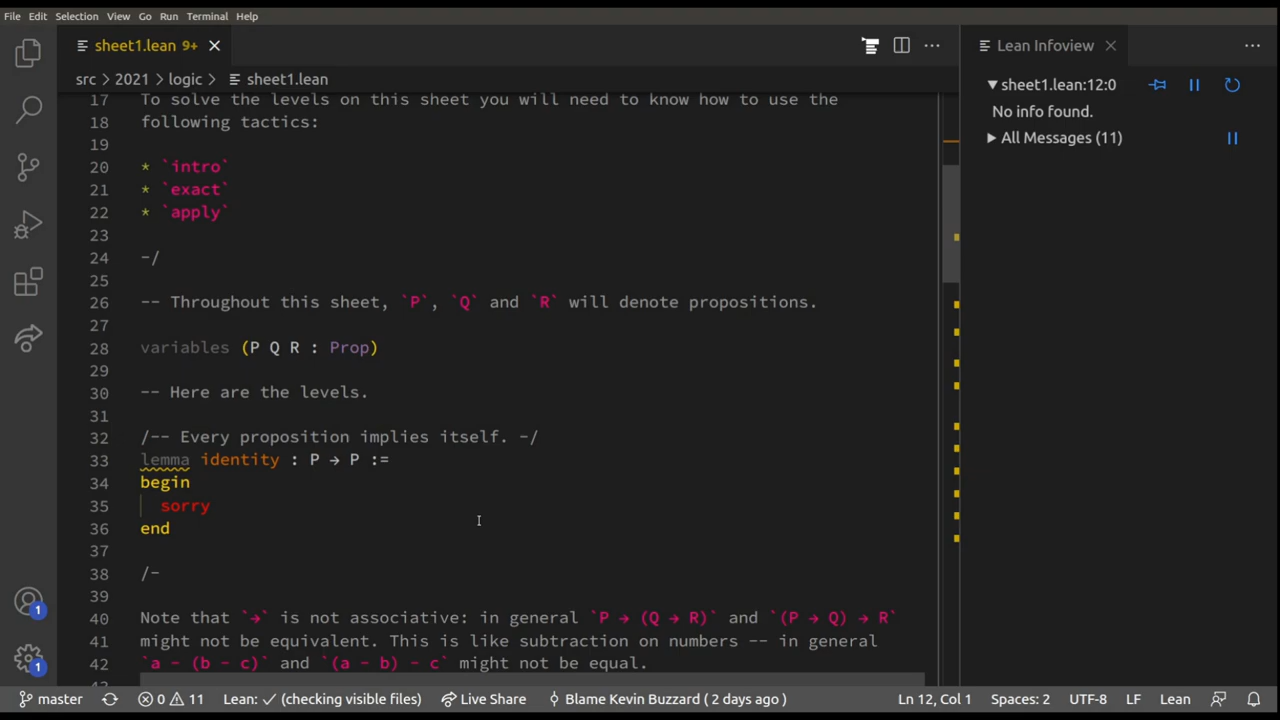 File Edit Selection View Go Run Terminal Help
sheet1.lean 9+
Lean Infoview
src > 2021 > logic > sheet1.lean
sheet1.lean:12:0
No info found.
All Messages (11)
17 To solve the levels on this sheet you will need to know how to use the
18 following tactics:
19
20 * `intro`
21 * `exact`
22 * `apply`
23
24 -/
25
26 -- Throughout this sheet, `P`, `Q` and `R` will denote propositions.
27
28 variables (P Q R : Prop)
29
30 -- Here are the levels.
31
32 /-- Every proposition implies itself. -/
33 lemma identity : P → P :=
34 begin
35 sorry
36 end
37
38 /-
39
40 Note that `→` is not associative: in general `P → (Q → R)` and `(P → Q) → R`
41 might not be equivalent. This is like subtraction on numbers -- in general
42 `a - (b - c)` and `(a - b) - c` might not be equal.
1
1
master 0 11 Lean: ✓ (checking visible files) Live Share Blame Kevin Buzzard ( 2 days ago ) Ln 12, Col 1 Spaces: 2 UTF-8 LF Lean